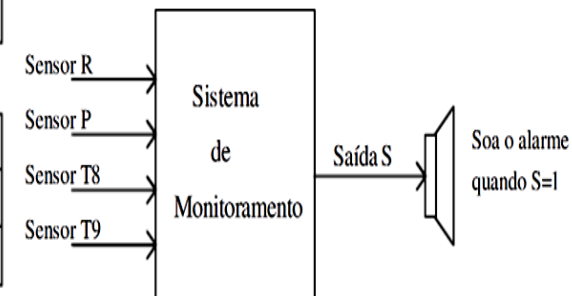 Sensor R
Sensor P
Sensor T8
Sensor T9
Sistema
de
Monitoramento
Saída S
Soa o alarme
quando S=1